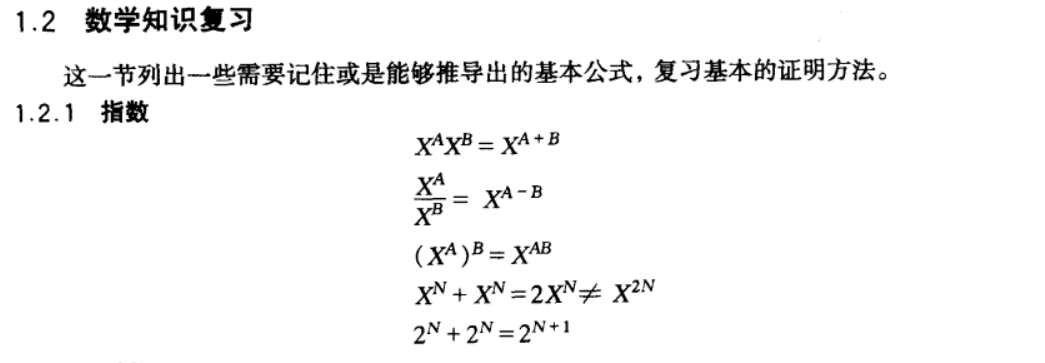 1.2 数学知识复习
这一节列出一些需要记住或是能够推导出的基本公式，复习基本的证明方法。
1.2.1 指数
X^A X^B = X^{A+B}
\frac{X^A}{X^B} = X^{A-B}
(X^A)^B = X^{AB}
X^N + X^N = 2X^N ≠ X^{2N}
2^N + 2^N = 2^{N+1}